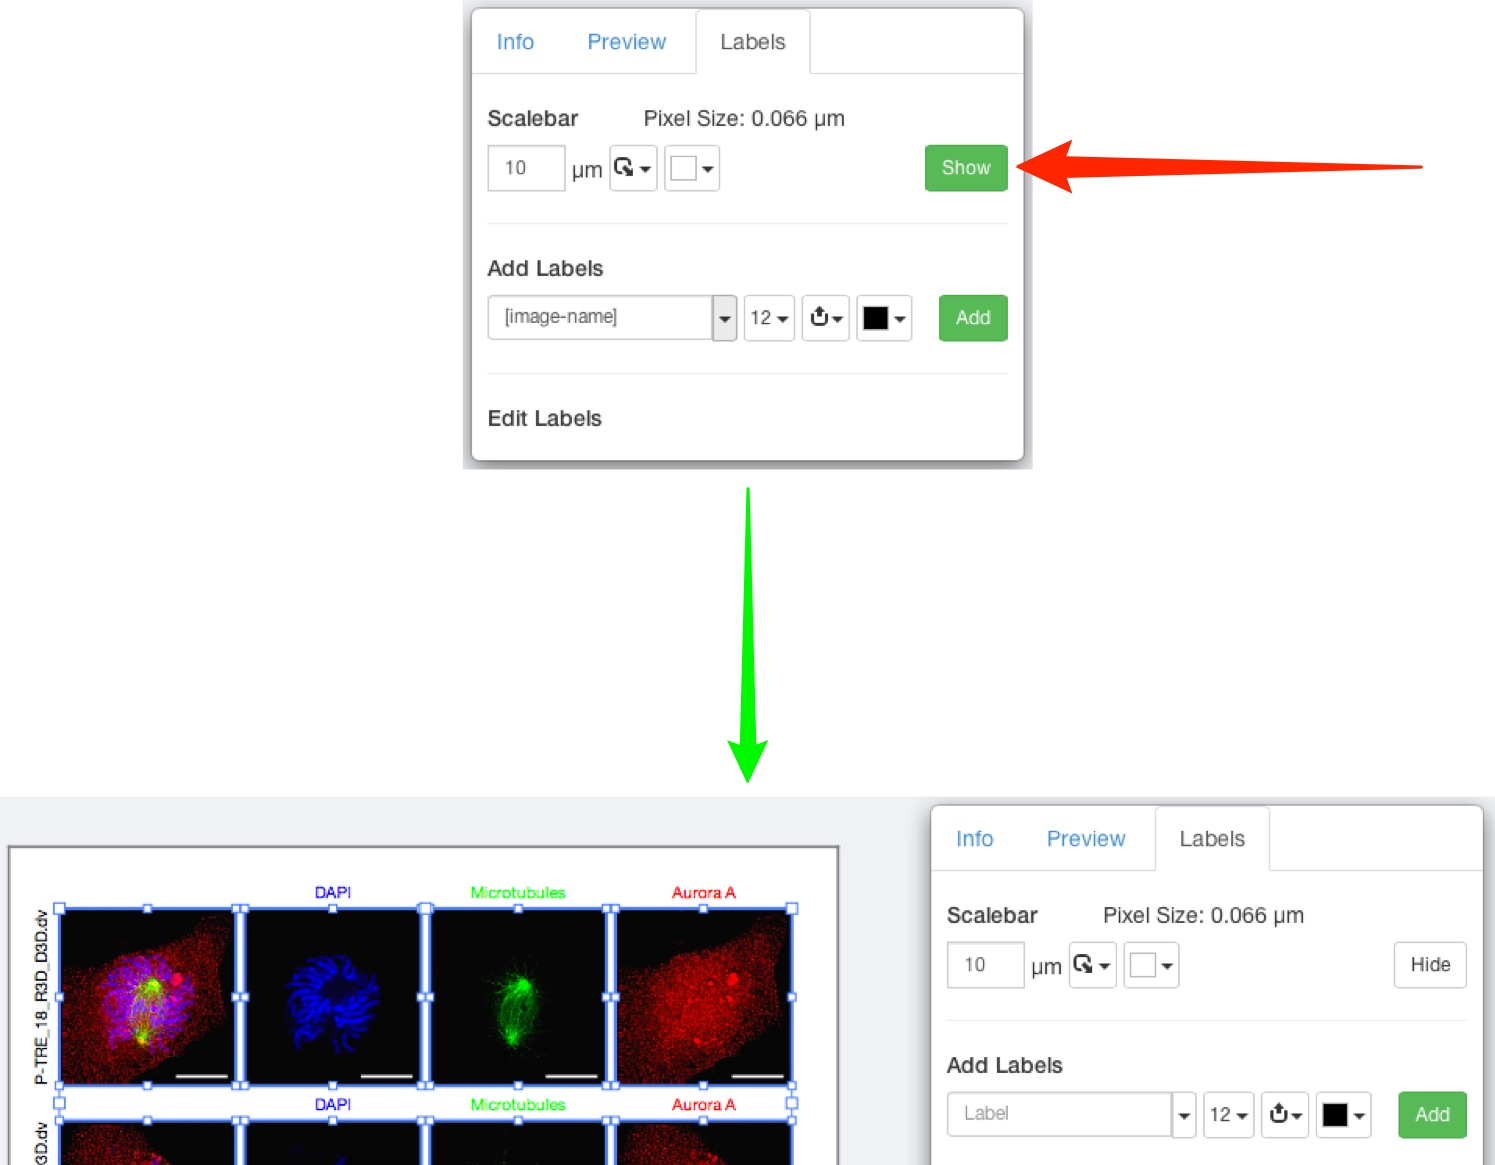 Info Preview Labels
Scalebar Pixel Size: 0.066 µm
10 µm Show
Add Labels
[image-name] 12 Add
Edit Labels
Info Preview Labels
Scalebar Pixel Size: 0.066 µm
10 µm Hide
Add Labels
Label 12 Add
DAPI Microtubules Aurora A
P-TRE_18_R3D_D3D.dv
DAPI Microtubules Aurora A
3D.dv